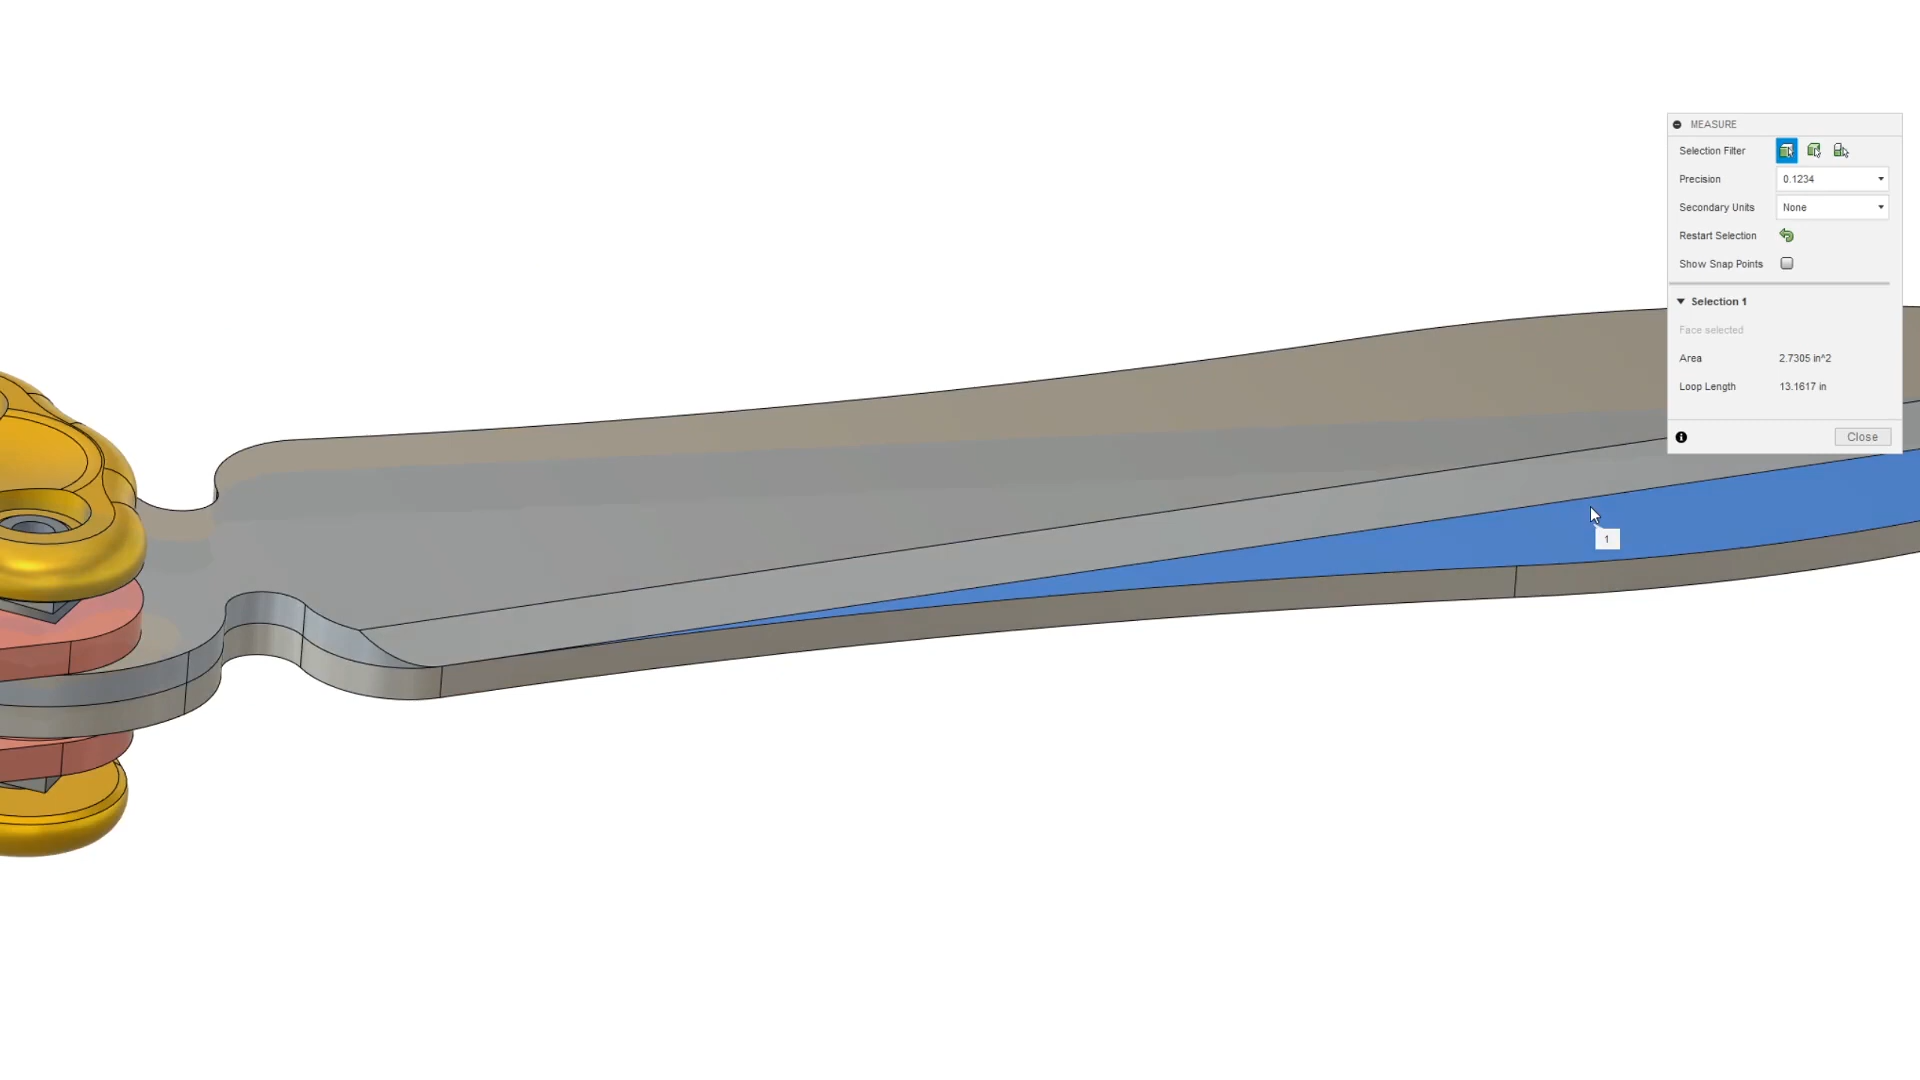 MEASURE
Selection Filter
Precision 0.1234
Secondary Units None
Restart Selection
Show Snap Points
Selection 1
Face selected
Area 2.7305 in^2
Loop Length 13.1617 in
Close
1